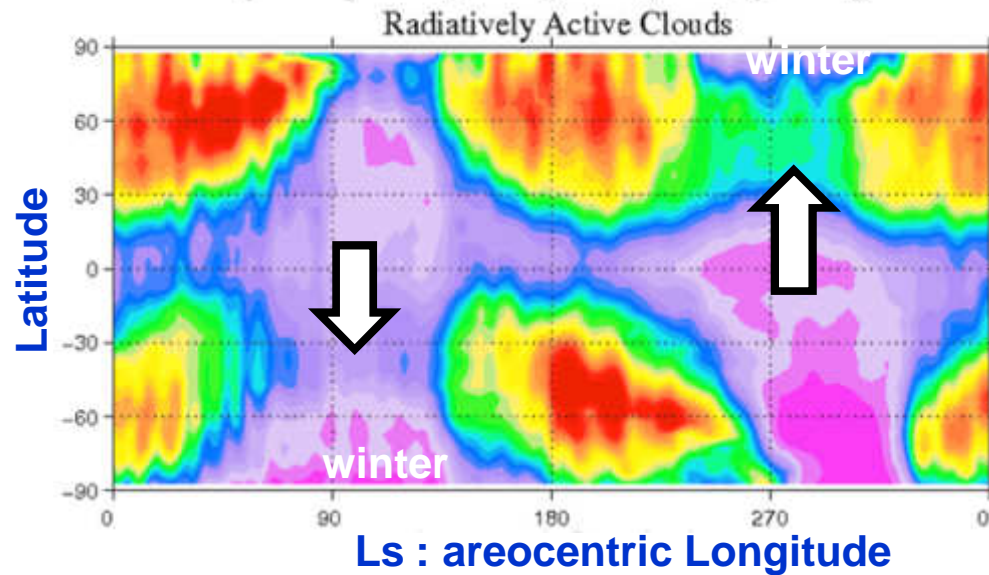 Radiatively Active Clouds
90
winter
60
30
Latitude
0
−30
−60
winter
−90
0
90
180
270
0
Ls : areocentric Longitude